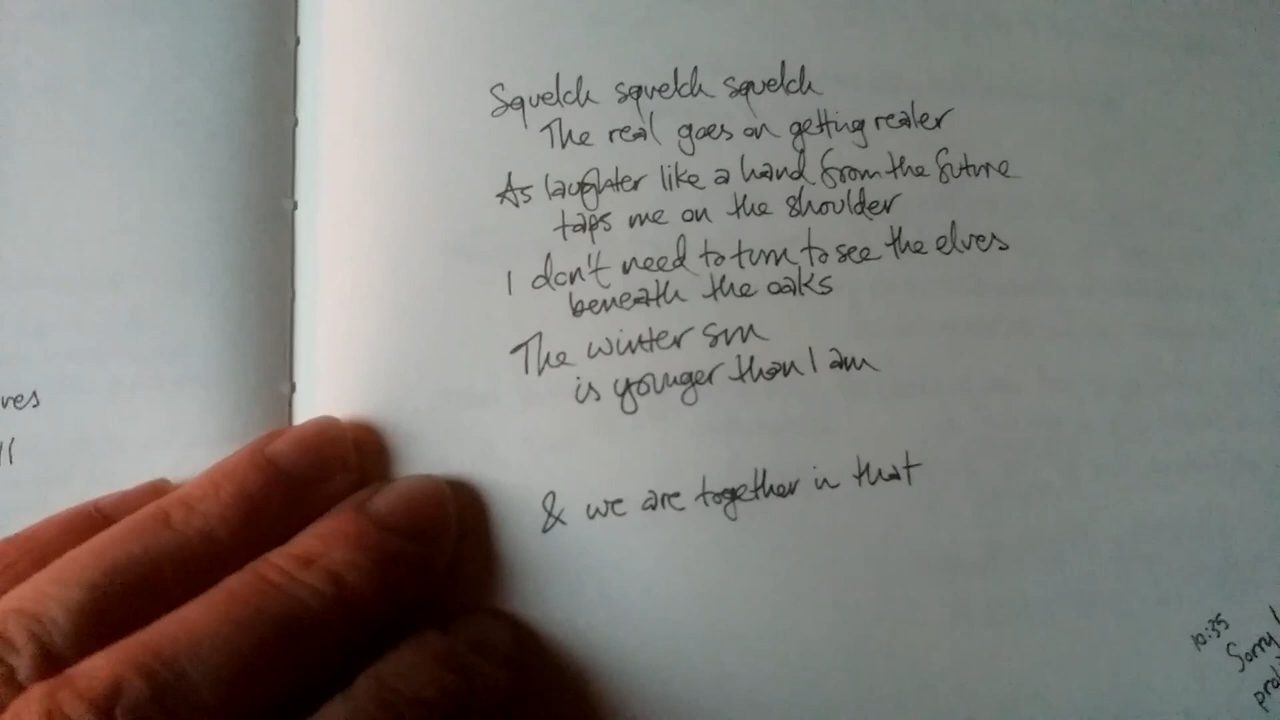 Squelch squelch squelch
The real goes on getting realer
As laughter like a hand from the future
taps me on the shoulder
I don't need to turn to see the elves
beneath the oaks
The winter sun
is younger than I am
& we are together in that
ves
ll
10:35
Sorry